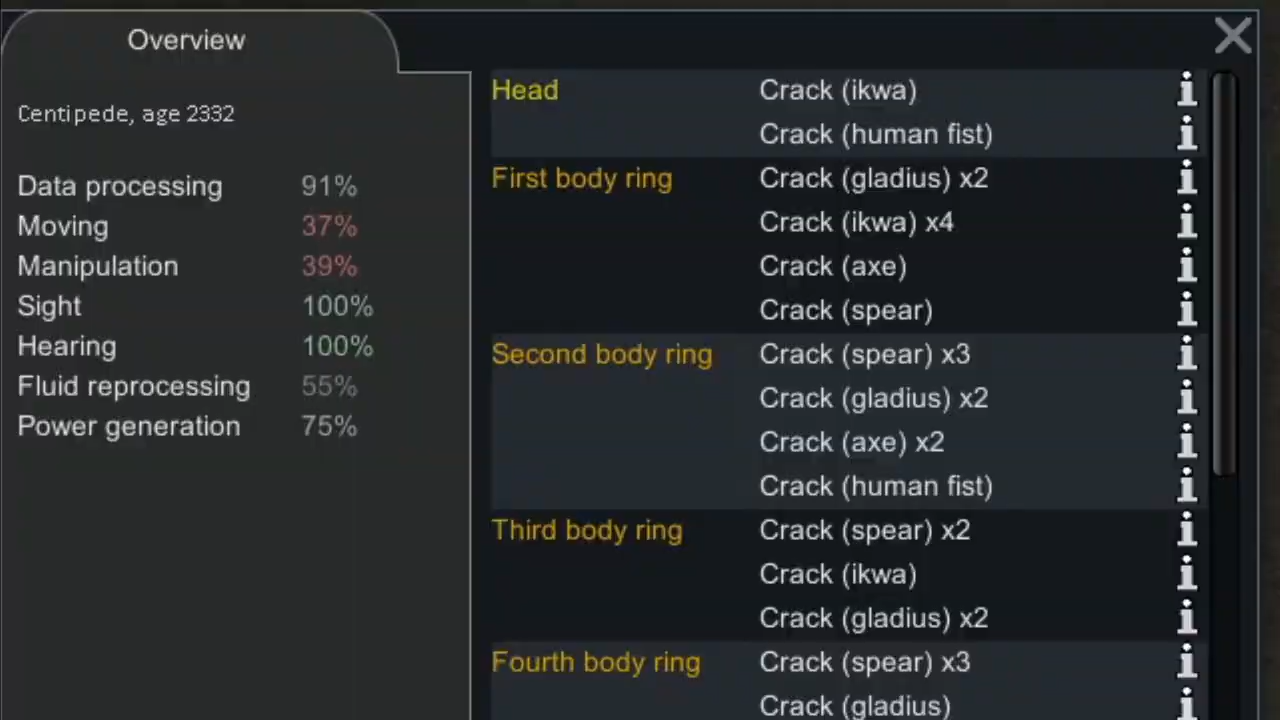 Overview
Centipede, age 2332
Data processing 91%
Moving 37%
Manipulation 39%
Sight 100%
Hearing 100%
Fluid reprocessing 55%
Power generation 75%
Head Crack (ikwa)
Crack (human fist)
First body ring Crack (gladius) x2
Crack (ikwa) x4
Crack (axe)
Crack (spear)
Second body ring Crack (spear) x3
Crack (gladius) x2
Crack (axe) x2
Crack (human fist)
Third body ring Crack (spear) x2
Crack (ikwa)
Crack (gladius) x2
Fourth body ring Crack (spear) x3
Crack (gladius)